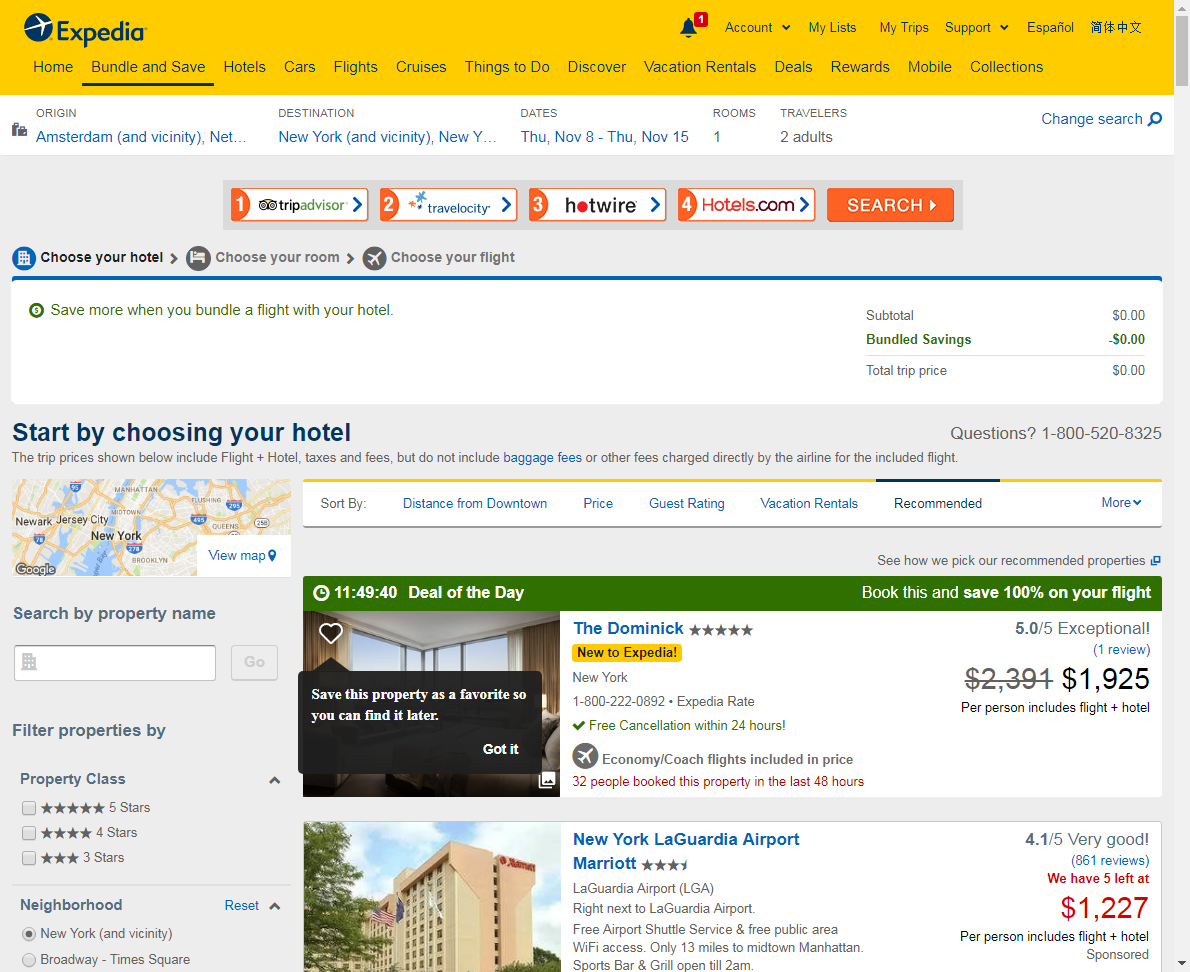 Expedia
1
Account
My Lists
My Trips
Support
Español
简体中文
Home
Bundle and Save
Hotels
Cars
Flights
Cruises
Things to Do
Discover
Vacation Rentals
Deals
Rewards
Mobile
Collections
ORIGIN
Amsterdam (and vicinity), Net...
DESTINATION
New York (and vicinity), New Y...
DATES
Thu, Nov 8 - Thu, Nov 15
ROOMS
1
TRAVELERS
2 adults
Change search
1 tripadvisor
2 travelocity
3 hotwire
4 Hotels.com
SEARCH
Choose your hotel
Choose your room
Choose your flight
Save more when you bundle a flight with your hotel.
Subtotal $0.00
Bundled Savings -$0.00
Total trip price $0.00
Start by choosing your hotel
Questions? 1-800-520-8325
The trip prices shown below include Flight + Hotel, taxes and fees, but do not include baggage fees or other fees charged directly by the airline for the included flight.
MANHATTAN
95
FLUSHING
MIDTOWN
295
Newark
Jersey City
495
258
QUEENS
78
New York
278
BROOKLYN
Google
View map
Search by property name
Go
Filter properties by
Property Class
5 Stars
4 Stars
3 Stars
Neighborhood
Reset
New York (and vicinity)
Broadway - Times Square
Sort By:
Distance from Downtown
Price
Guest Rating
Vacation Rentals
Recommended
More
See how we pick our recommended properties
11:49:40 Deal of the Day
Book this and save 100% on your flight
Save this property as a favorite so
you can find it later.
Got it
The Dominick
New to Expedia!
New York
1-800-222-0892 • Expedia Rate
Free Cancellation within 24 hours!
Economy/Coach flights included in price
32 people booked this property in the last 48 hours
5.0/5 Exceptional!
(1 review)
$2,391 $1,925
Per person includes flight + hotel
Marriott
New York LaGuardia Airport
Marriott
LaGuardia Airport (LGA)
Right next to LaGuardia Airport.
Free Airport Shuttle Service & free public area
WiFi access. Only 13 miles to midtown Manhattan.
Sports Bar & Grill open till 2am.
4.1/5 Very good!
(861 reviews)
We have 5 left at
$1,227
Per person includes flight + hotel
Sponsored